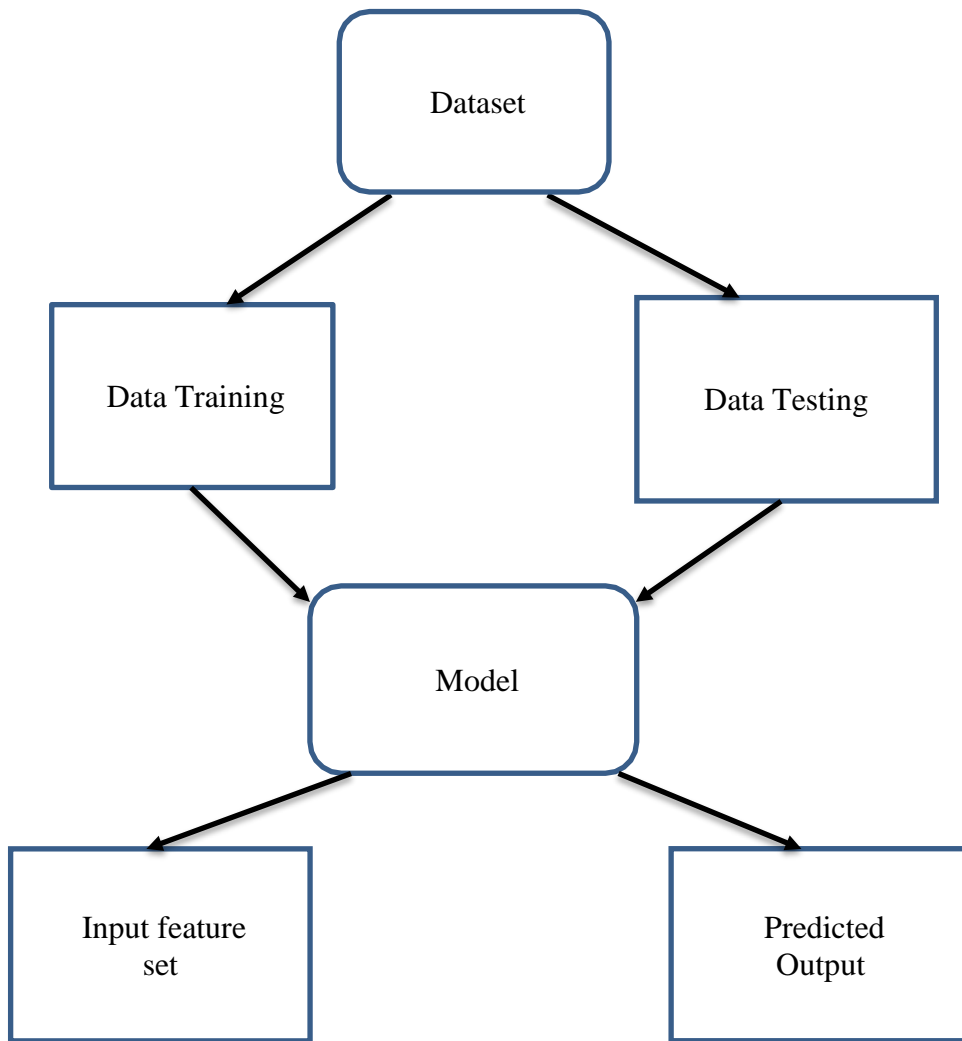 Dataset
Data Training
Data Testing
Model
Input feature
set
Predicted
Output